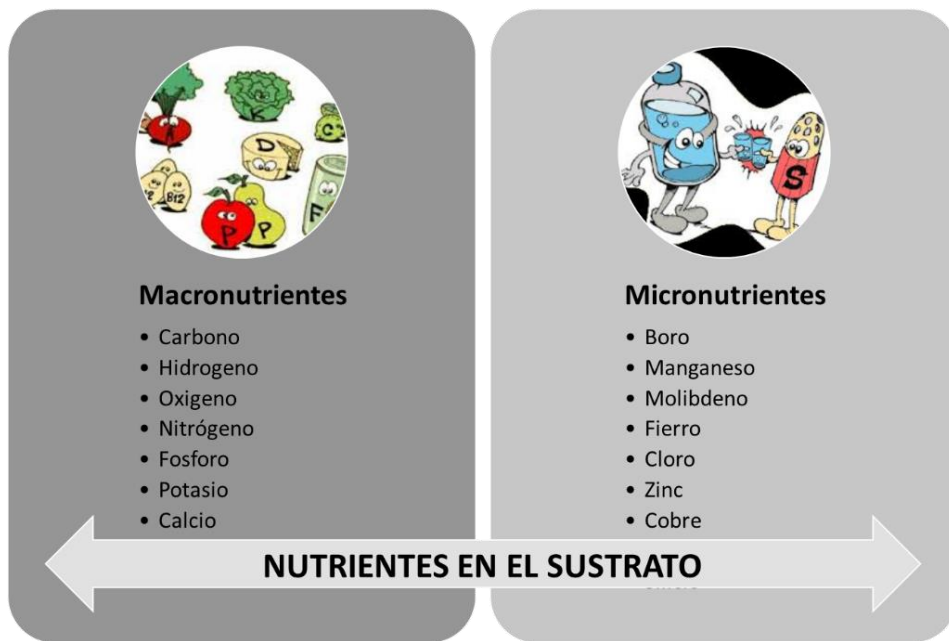 K
C
D
B12
F
P
P
S
Macronutrientes
• Carbono
• Hidrogeno
• Oxigeno
• Nitrógeno
• Fosforo
• Potasio
• Calcio
Micronutrientes
• Boro
• Manganeso
• Molibdeno
• Fierro
• Cloro
• Zinc
• Cobre
NUTRIENTES EN EL SUSTRATO